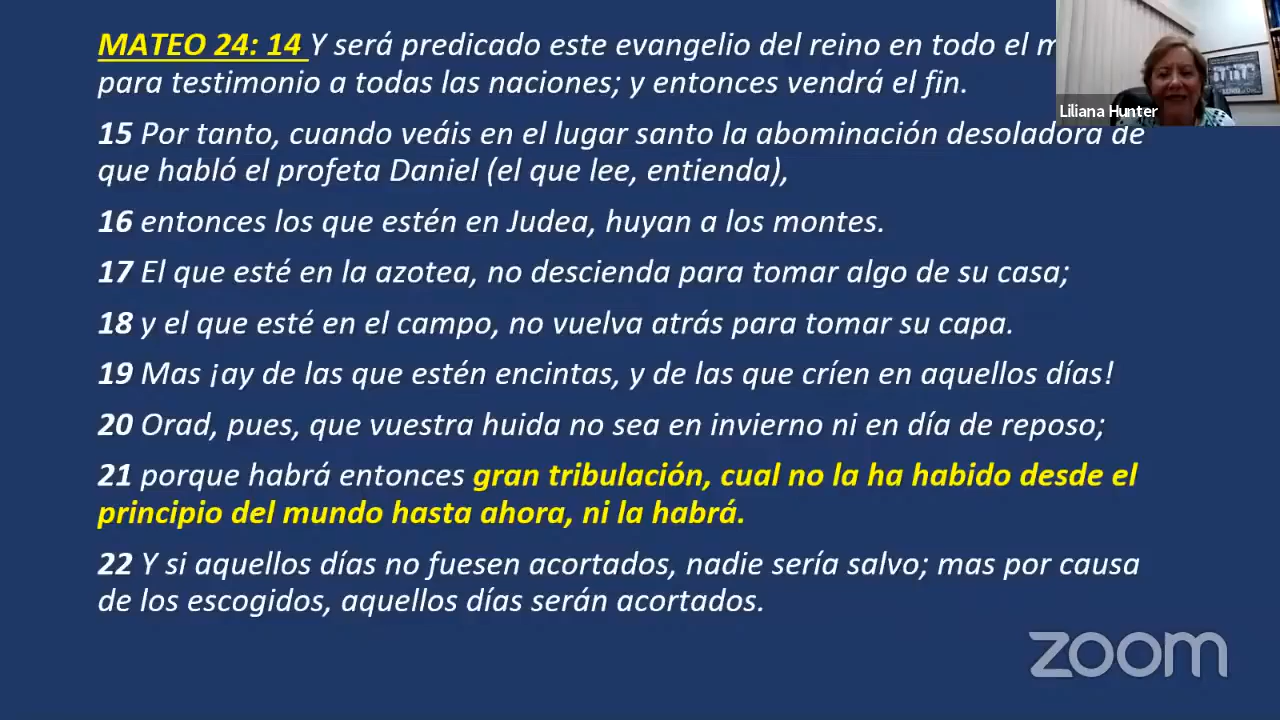 MATEO 24: 14 Y será predicado este evangelio del reino en todo el
para testimonio a todas las naciones; y entonces vendrá el fin.
Liliana Hunter
15 Por tanto, cuando veáis en el lugar santo la abominación desoladora de
que habló el profeta Daniel (el que lee, entienda),
16 entonces los que estén en Judea, huyan a los montes.
17 El que esté en la azotea, no descienda para tomar algo de su casa;
18 y el que esté en el campo, no vuelva atrás para tomar su capa.
19 Mas ¡ay de las que estén encintas, y de las que críen en aquellos días!
20 Orad, pues, que vuestra huida no sea en invierno ni en día de reposo;
21 porque habrá entonces gran tribulación, cual no la ha habido desde el
principio del mundo hasta ahora, ni la habrá.
22 Y si aquellos días no fuesen acortados, nadie sería salvo; mas por causa
de los escogidos, aquellos días serán acortados.
zoom